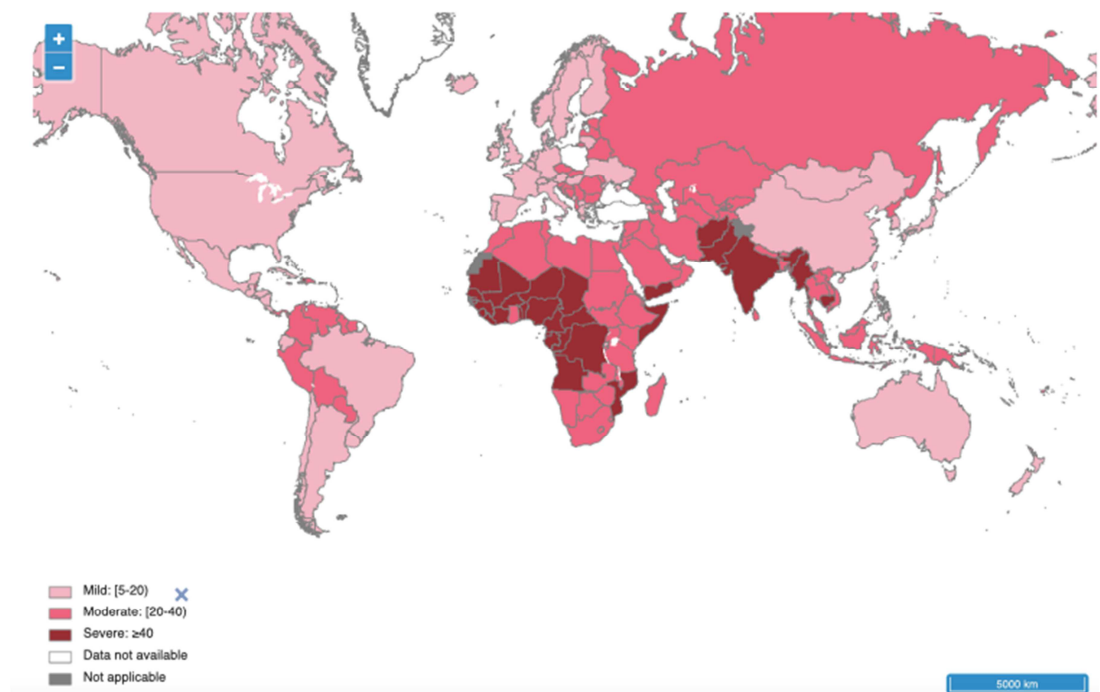 +
−
Mild: [5-20)
Moderate: [20-40)
Severe: ≥40
Data not available
Not applicable
5000 km